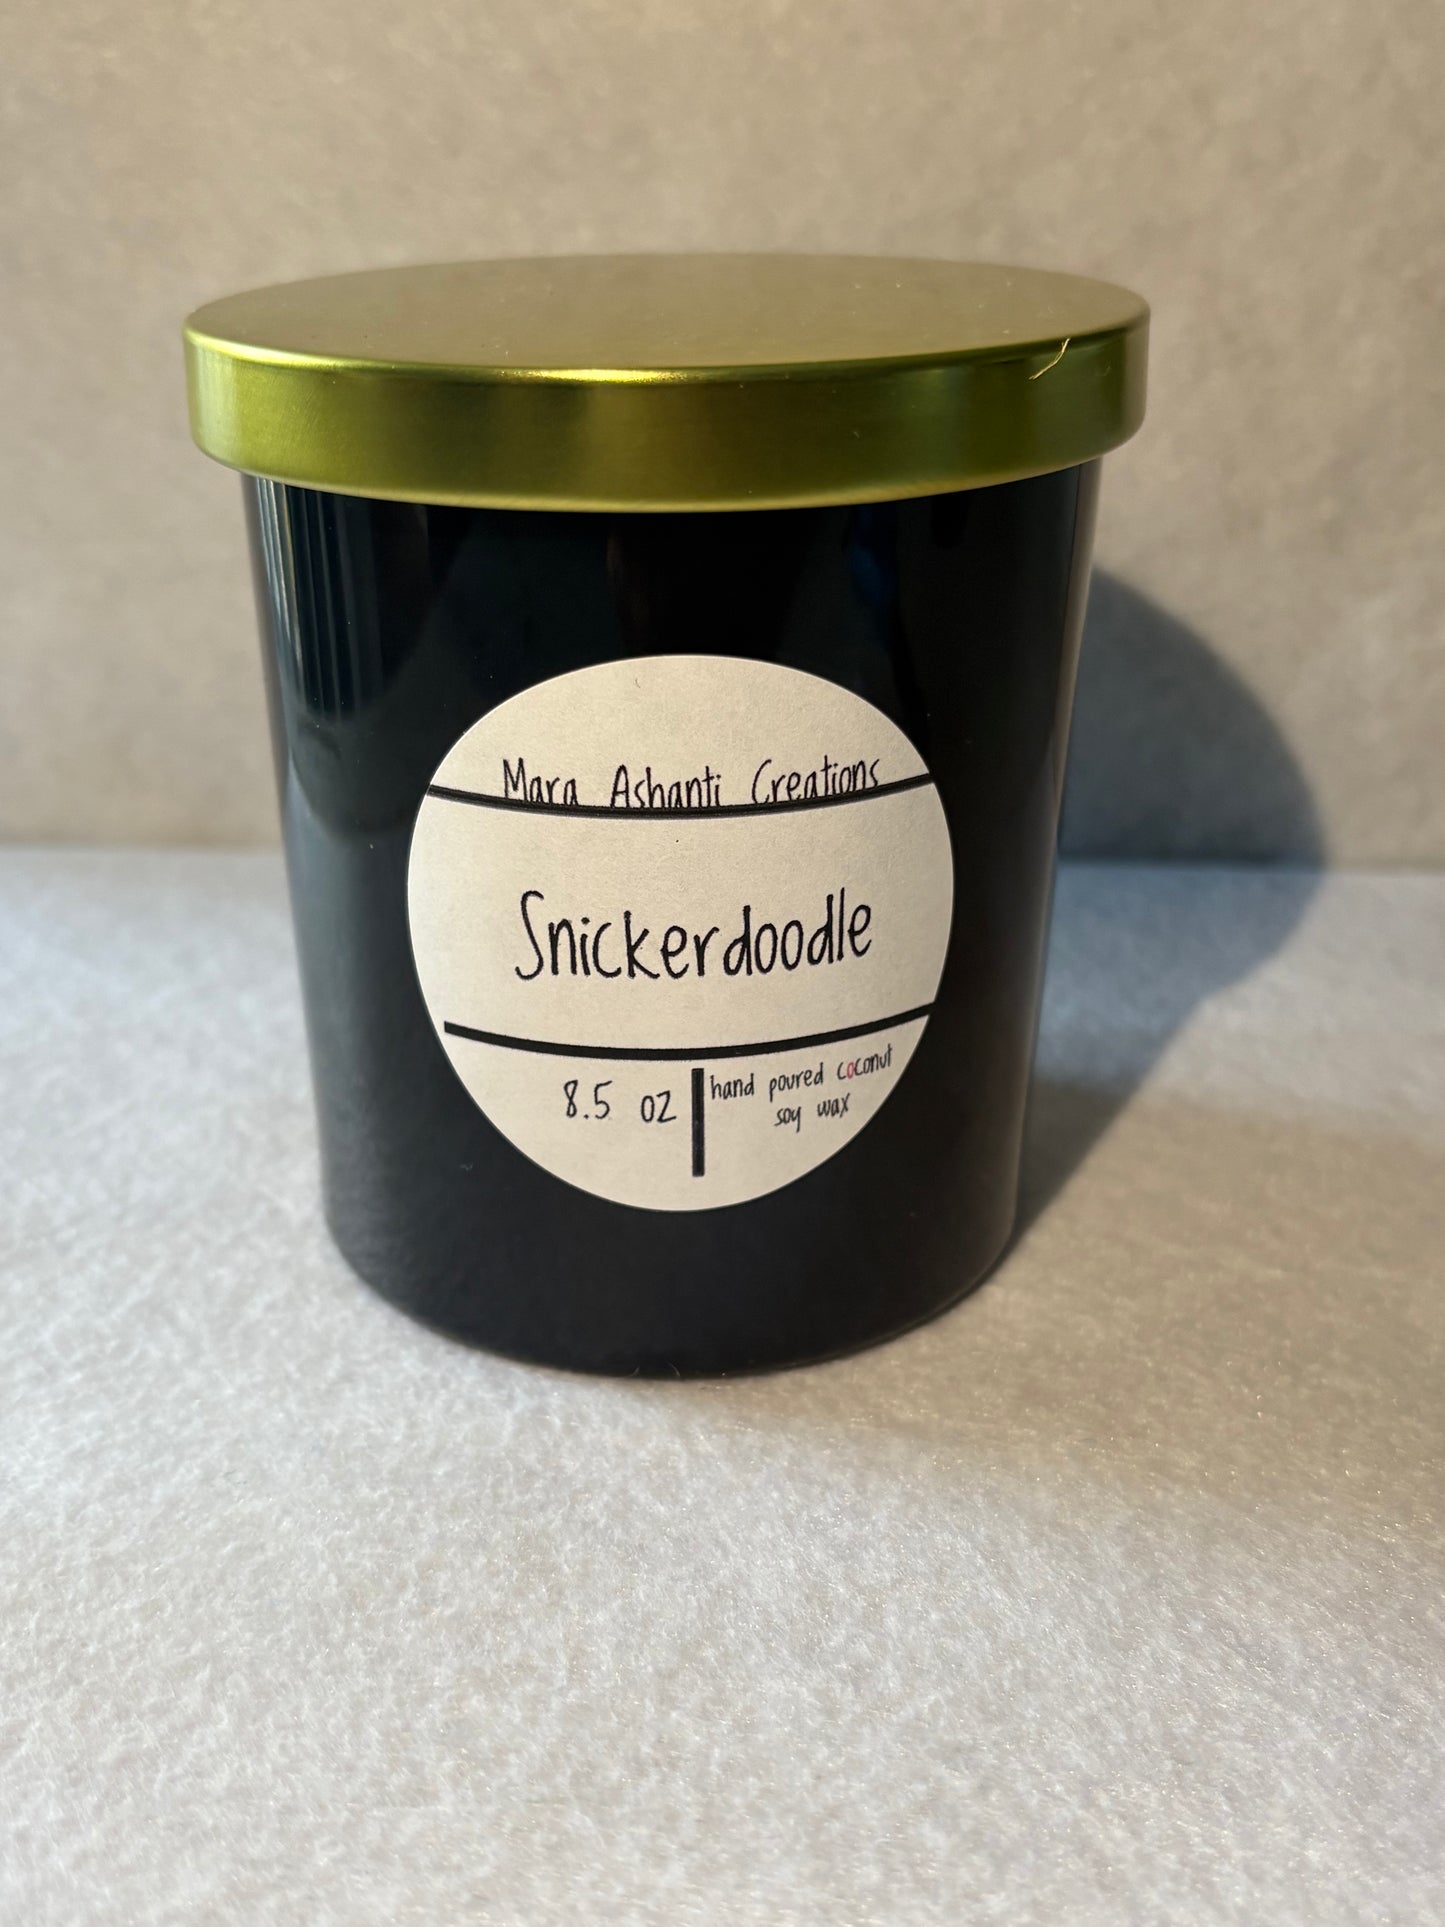 Mara Ashanti Creations
Snickerdoodle
8.5 oz
hand poured coconut
soy wax